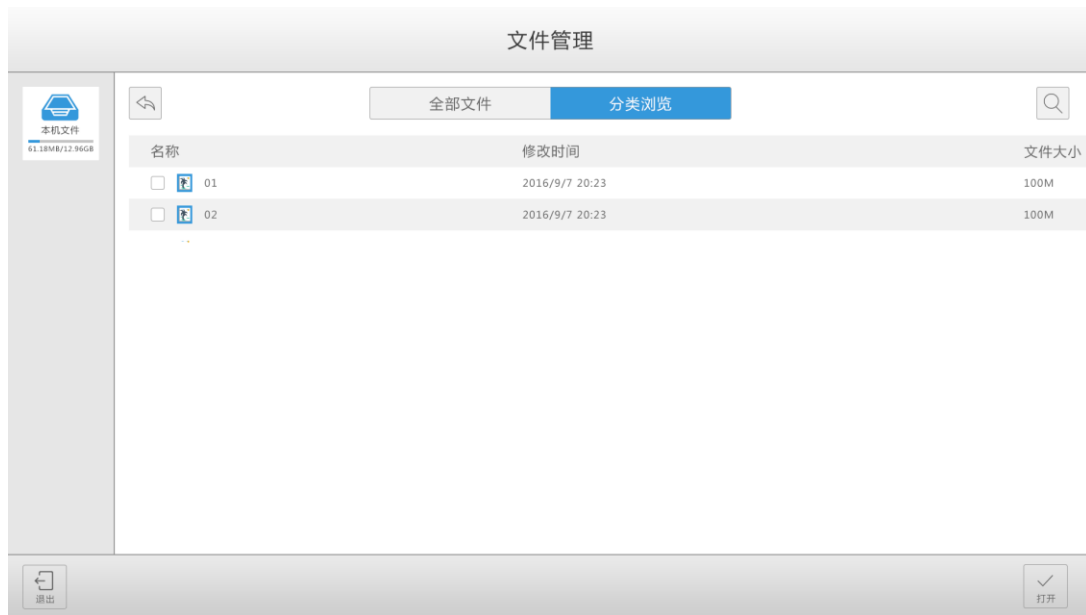 文件管理
本机文件
61.18MB/12.96GB
全部文件 分类浏览
名称 修改时间 文件大小
01 2016/9/7 20:23 100M
02 2016/9/7 20:23 100M
退出
打开